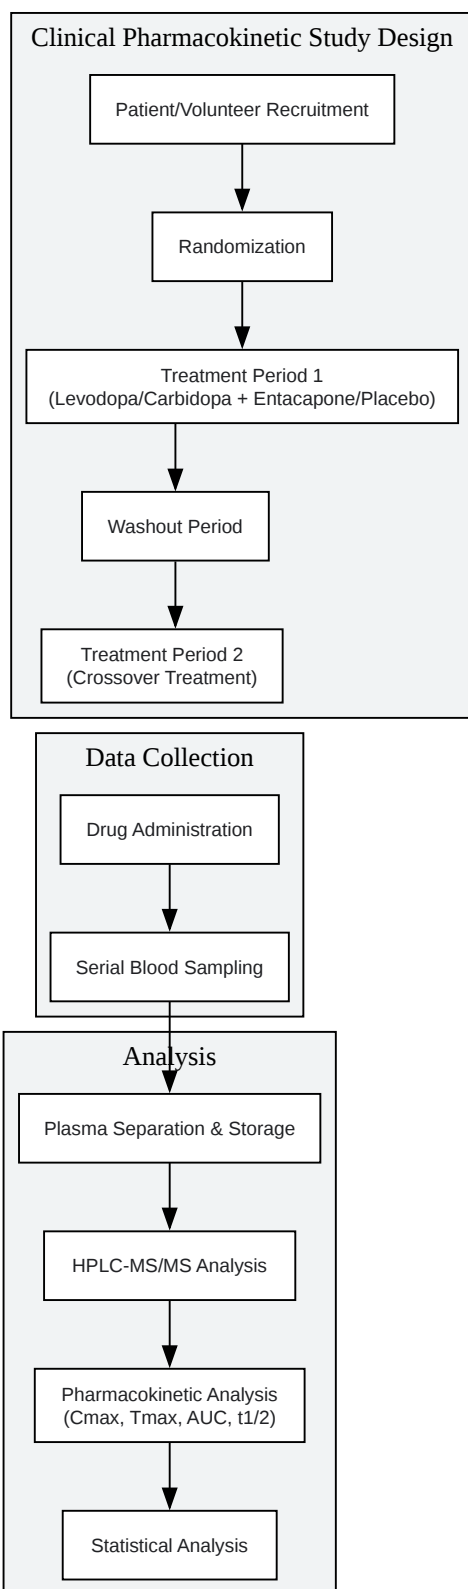 Clinical Pharmacokinetic Study Design
Patient/Volunteer Recruitment
Randomization
Treatment Period 1
(Levodopa/Carbidopa + Entacapone/Placebo)
Washout Period
Treatment Period 2
(Crossover Treatment)
Data Collection
Drug Administration
Serial Blood Sampling
Analysis
Plasma Separation & Storage
HPLC-MS/MS Analysis
Pharmacokinetic Analysis
(Cmax, Tmax, AUC, t1/2)
Statistical Analysis